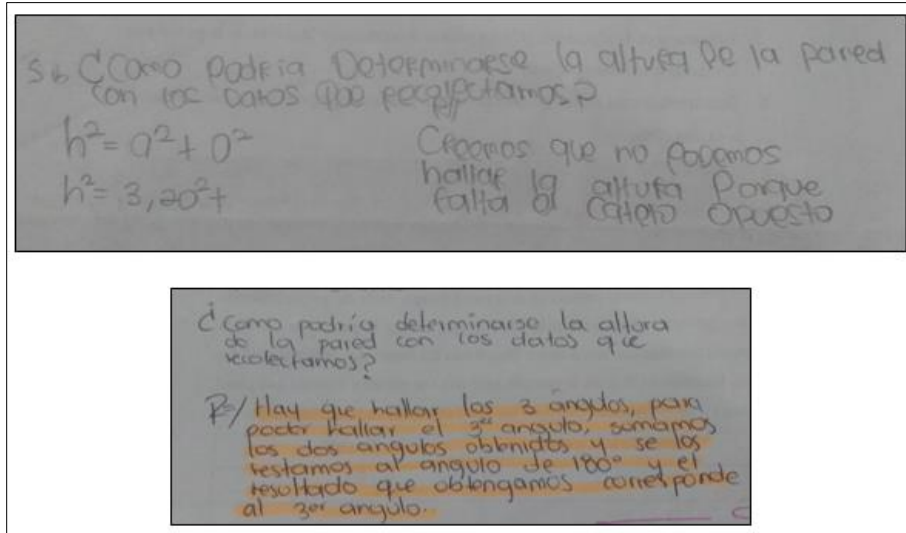 5. b ¿Como podria Determinarse la altura De la pared
con los datos que recolectamos?
h² = a² + o²
h² = 3,20² +
Creemos que no podemos
hallar la altura Porque
falta el cateto opuesto
¿Como podría determinarse la altura
de la pared con los datos que
recolectamos?
R=/ Hay que hallar los 3 angulos, para
poder hallar el 3er angulo, sumamos
los dos angulos obtenidos y se los
restamos al angulo de 180° y el
resultado que obtengamos corresponde
al 3er angulo.